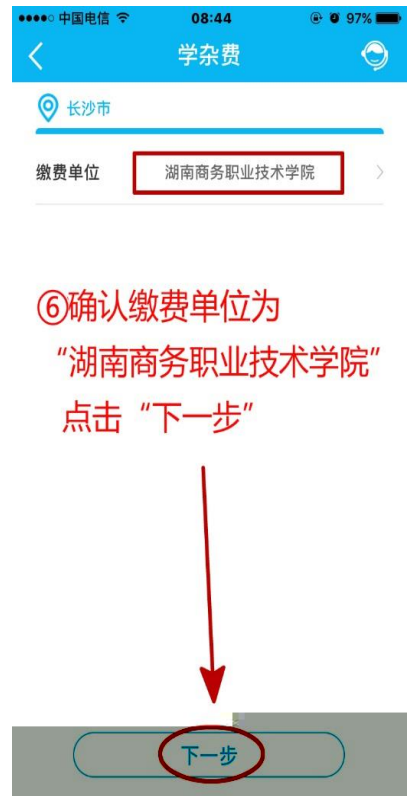 中国电信 08:44 97%
学杂费
长沙市
缴费单位 湖南商务职业技术学院
⑥确认缴费单位为
“湖南商务职业技术学院”
点击“下一步”
下一步